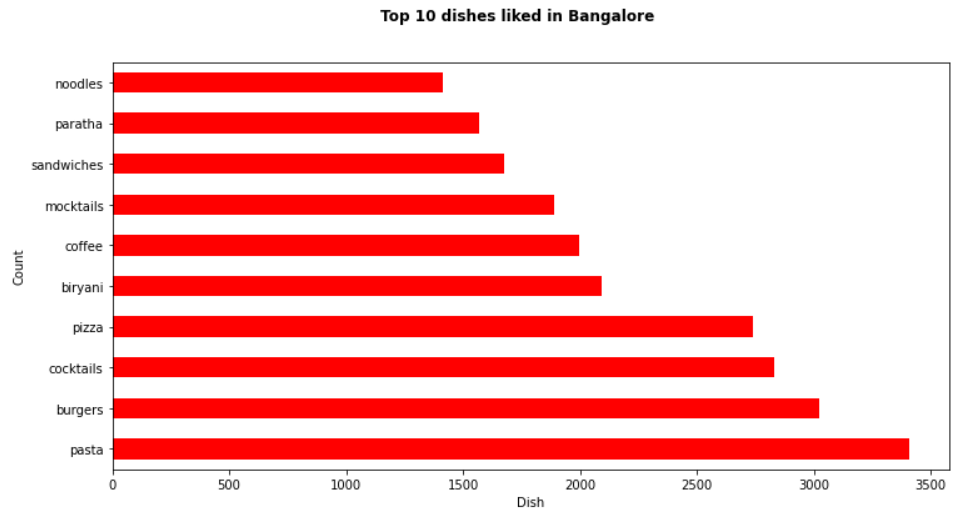 Top 10 dishes liked in Bangalore
noodles
paratha
sandwiches
mocktails
coffee
biryani
pizza
cocktails
burgers
pasta
Count
0 500 1000 1500 2000 2500 3000 3500
Dish